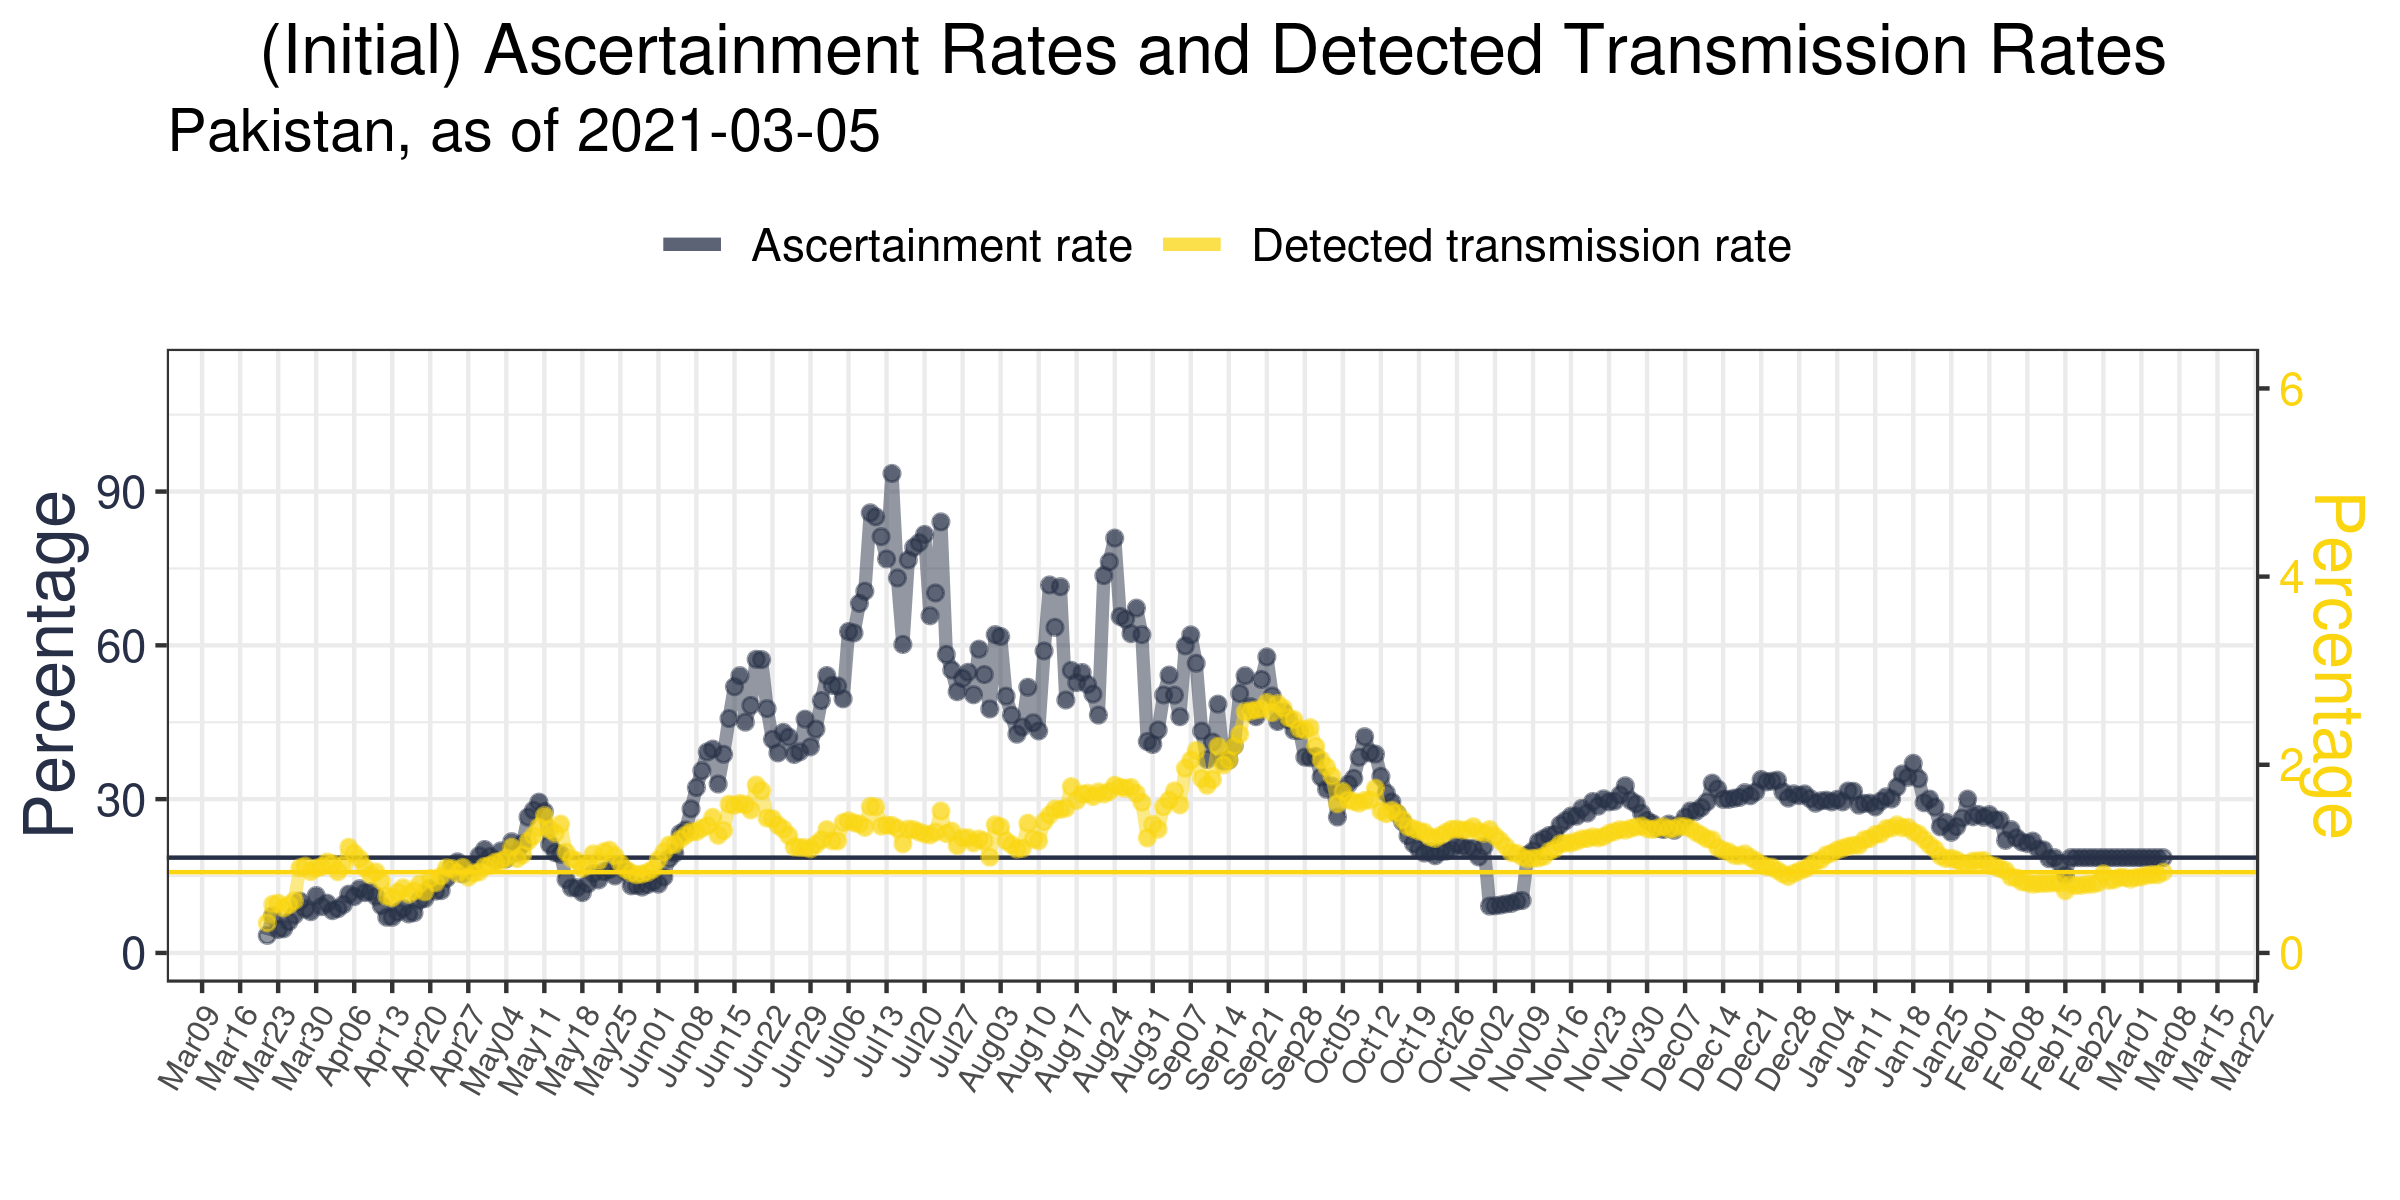 (Initial) Ascertainment Rates and Detected Transmission Rates
Pakistan, as of 2021-03-05
Ascertainment rate
Detected transmission rate
Percentage
90
60
30
0
6
4
2
0
Percentage
Mar09
Mar16
Mar23
Mar30
Apr06
Apr13
Apr20
Apr27
May04
May11
May18
May25
Jun01
Jun08
Jun15
Jun22
Jun29
Jul06
Jul13
Jul20
Jul27
Aug03
Aug10
Aug17
Aug24
Aug31
Sep07
Sep14
Sep21
Sep28
Oct05
Oct12
Oct19
Oct26
Nov02
Nov09
Nov16
Nov23
Nov30
Dec07
Dec14
Dec21
Dec28
Jan04
Jan11
Jan18
Jan25
Feb01
Feb08
Feb15
Feb22
Mar01
Mar08
Mar15
Mar22